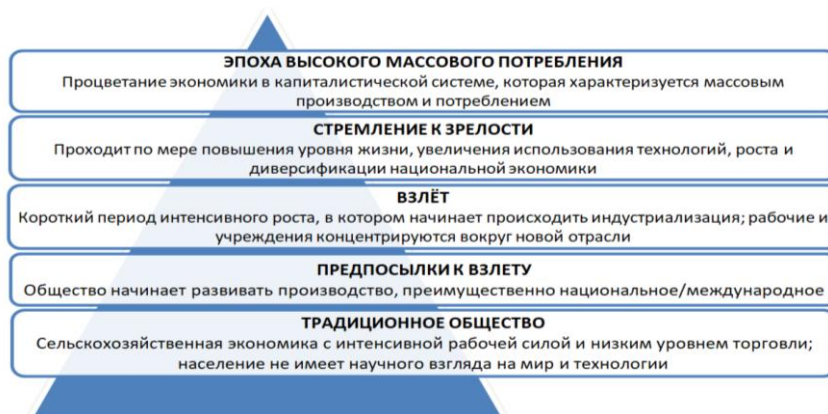 ЭПОХА ВЫСОКОГО МАССОВОГО ПОТРЕБЛЕНИЯ
Процветание экономики в капиталистической системе, которая характеризуется массовым
производством и потреблением
СТРЕМЛЕНИЕ К ЗРЕЛОСТИ
Проходит по мере повышения уровня жизни, увеличения использования технологий, роста и
диверсификации национальной экономики
ВЗЛЁТ
Короткий период интенсивного роста, в котором начинает происходить индустриализация; рабочие и
учреждения концентрируются вокруг новой отрасли
ПРЕДПОСЫЛКИ К ВЗЛЕТУ
Общество начинает развивать производство, преимущественно национальное/международное
ТРАДИЦИОННОЕ ОБЩЕСТВО
Сельскохозяйственная экономика с интенсивной рабочей силой и низким уровнем торговли;
население не имеет научного взгляда на мир и технологии